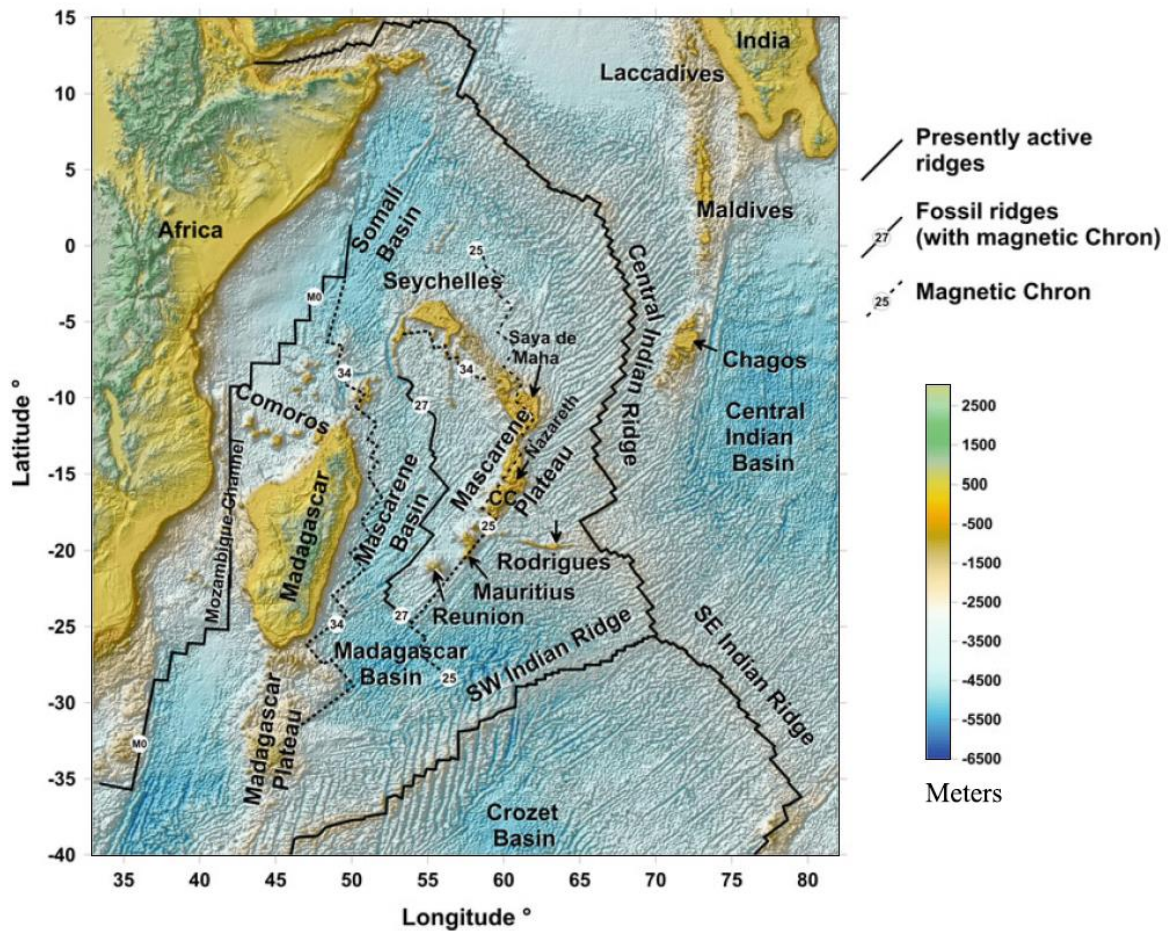 15
10
5
0
-5
-10
-15
-20
-25
-30
-35
-40
Latitude °
35
40
45
50
55
60
65
70
75
80
Longitude °
India
Laccadives
Maldives
Africa
Somali
Basin
Seychelles
Saya de
Maha
Central Indian Ridge
Chagos
Central
Indian
Basin
Comoros
Mascarene
Plateau
Nazareth
CC
Mascarene
Basin
Madagascar
Mozambique Channel
Rodrigues
Mauritius
Reunion
Madagascar
Basin
SW Indian Ridge
SE Indian Ridge
Madagascar
Plateau
Crozet
Basin
M0
M0
25
34
34
27
25
34
27
25
Presently active
ridges
Fossil ridges
(with magnetic Chron)
27
Magnetic Chron
25
2500
1500
500
-500
-1500
-2500
-3500
-4500
-5500
-6500
Meters